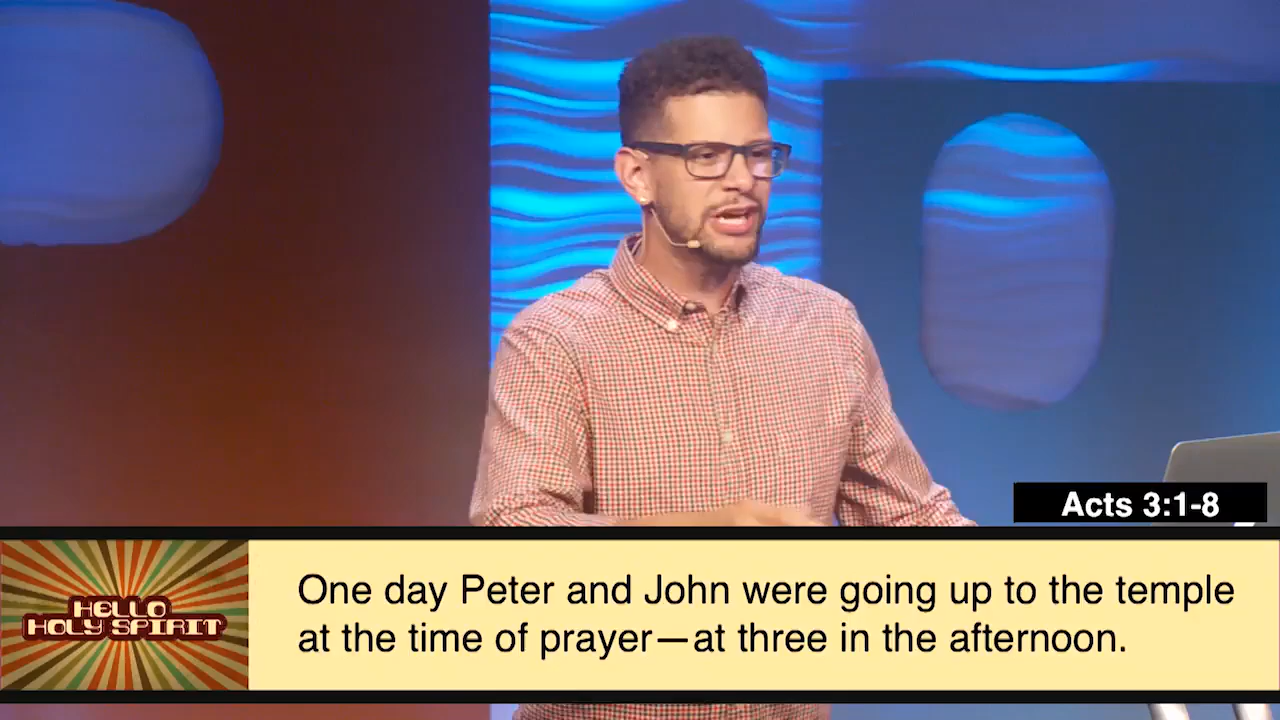 Acts 3:1-8
HELLO
HOLY SPIRIT
One day Peter and John were going up to the temple
at the time of prayer—at three in the afternoon.